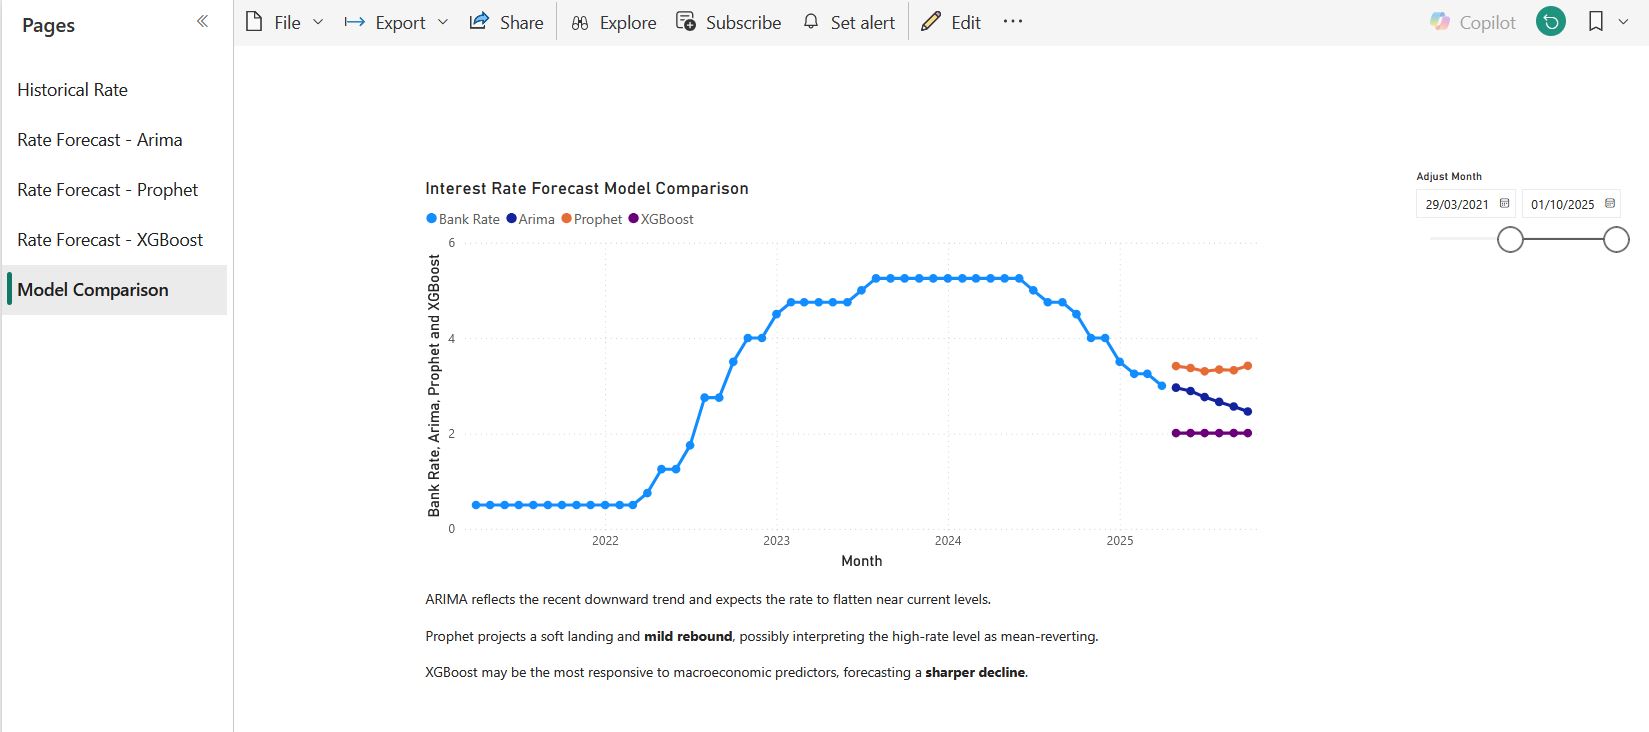 Pages
File
Export
Share
Explore
Subscribe
Set alert
Edit
Copilot
Historical Rate
Rate Forecast - Arima
Rate Forecast - Prophet
Rate Forecast - XGBoost
Model Comparison
Adjust Month
29/03/2021
01/10/2025
Interest Rate Forecast Model Comparison
Bank Rate Arima Prophet XGBoost
Bank Rate, Arima, Prophet and XGBoost
6
4
2
0
2022 2023 2024 2025
Month
ARIMA reflects the recent downward trend and expects the rate to flatten near current levels.
Prophet projects a soft landing and mild rebound, possibly interpreting the high-rate level as mean-reverting.
XGBoost may be the most responsive to macroeconomic predictors, forecasting a sharper decline.